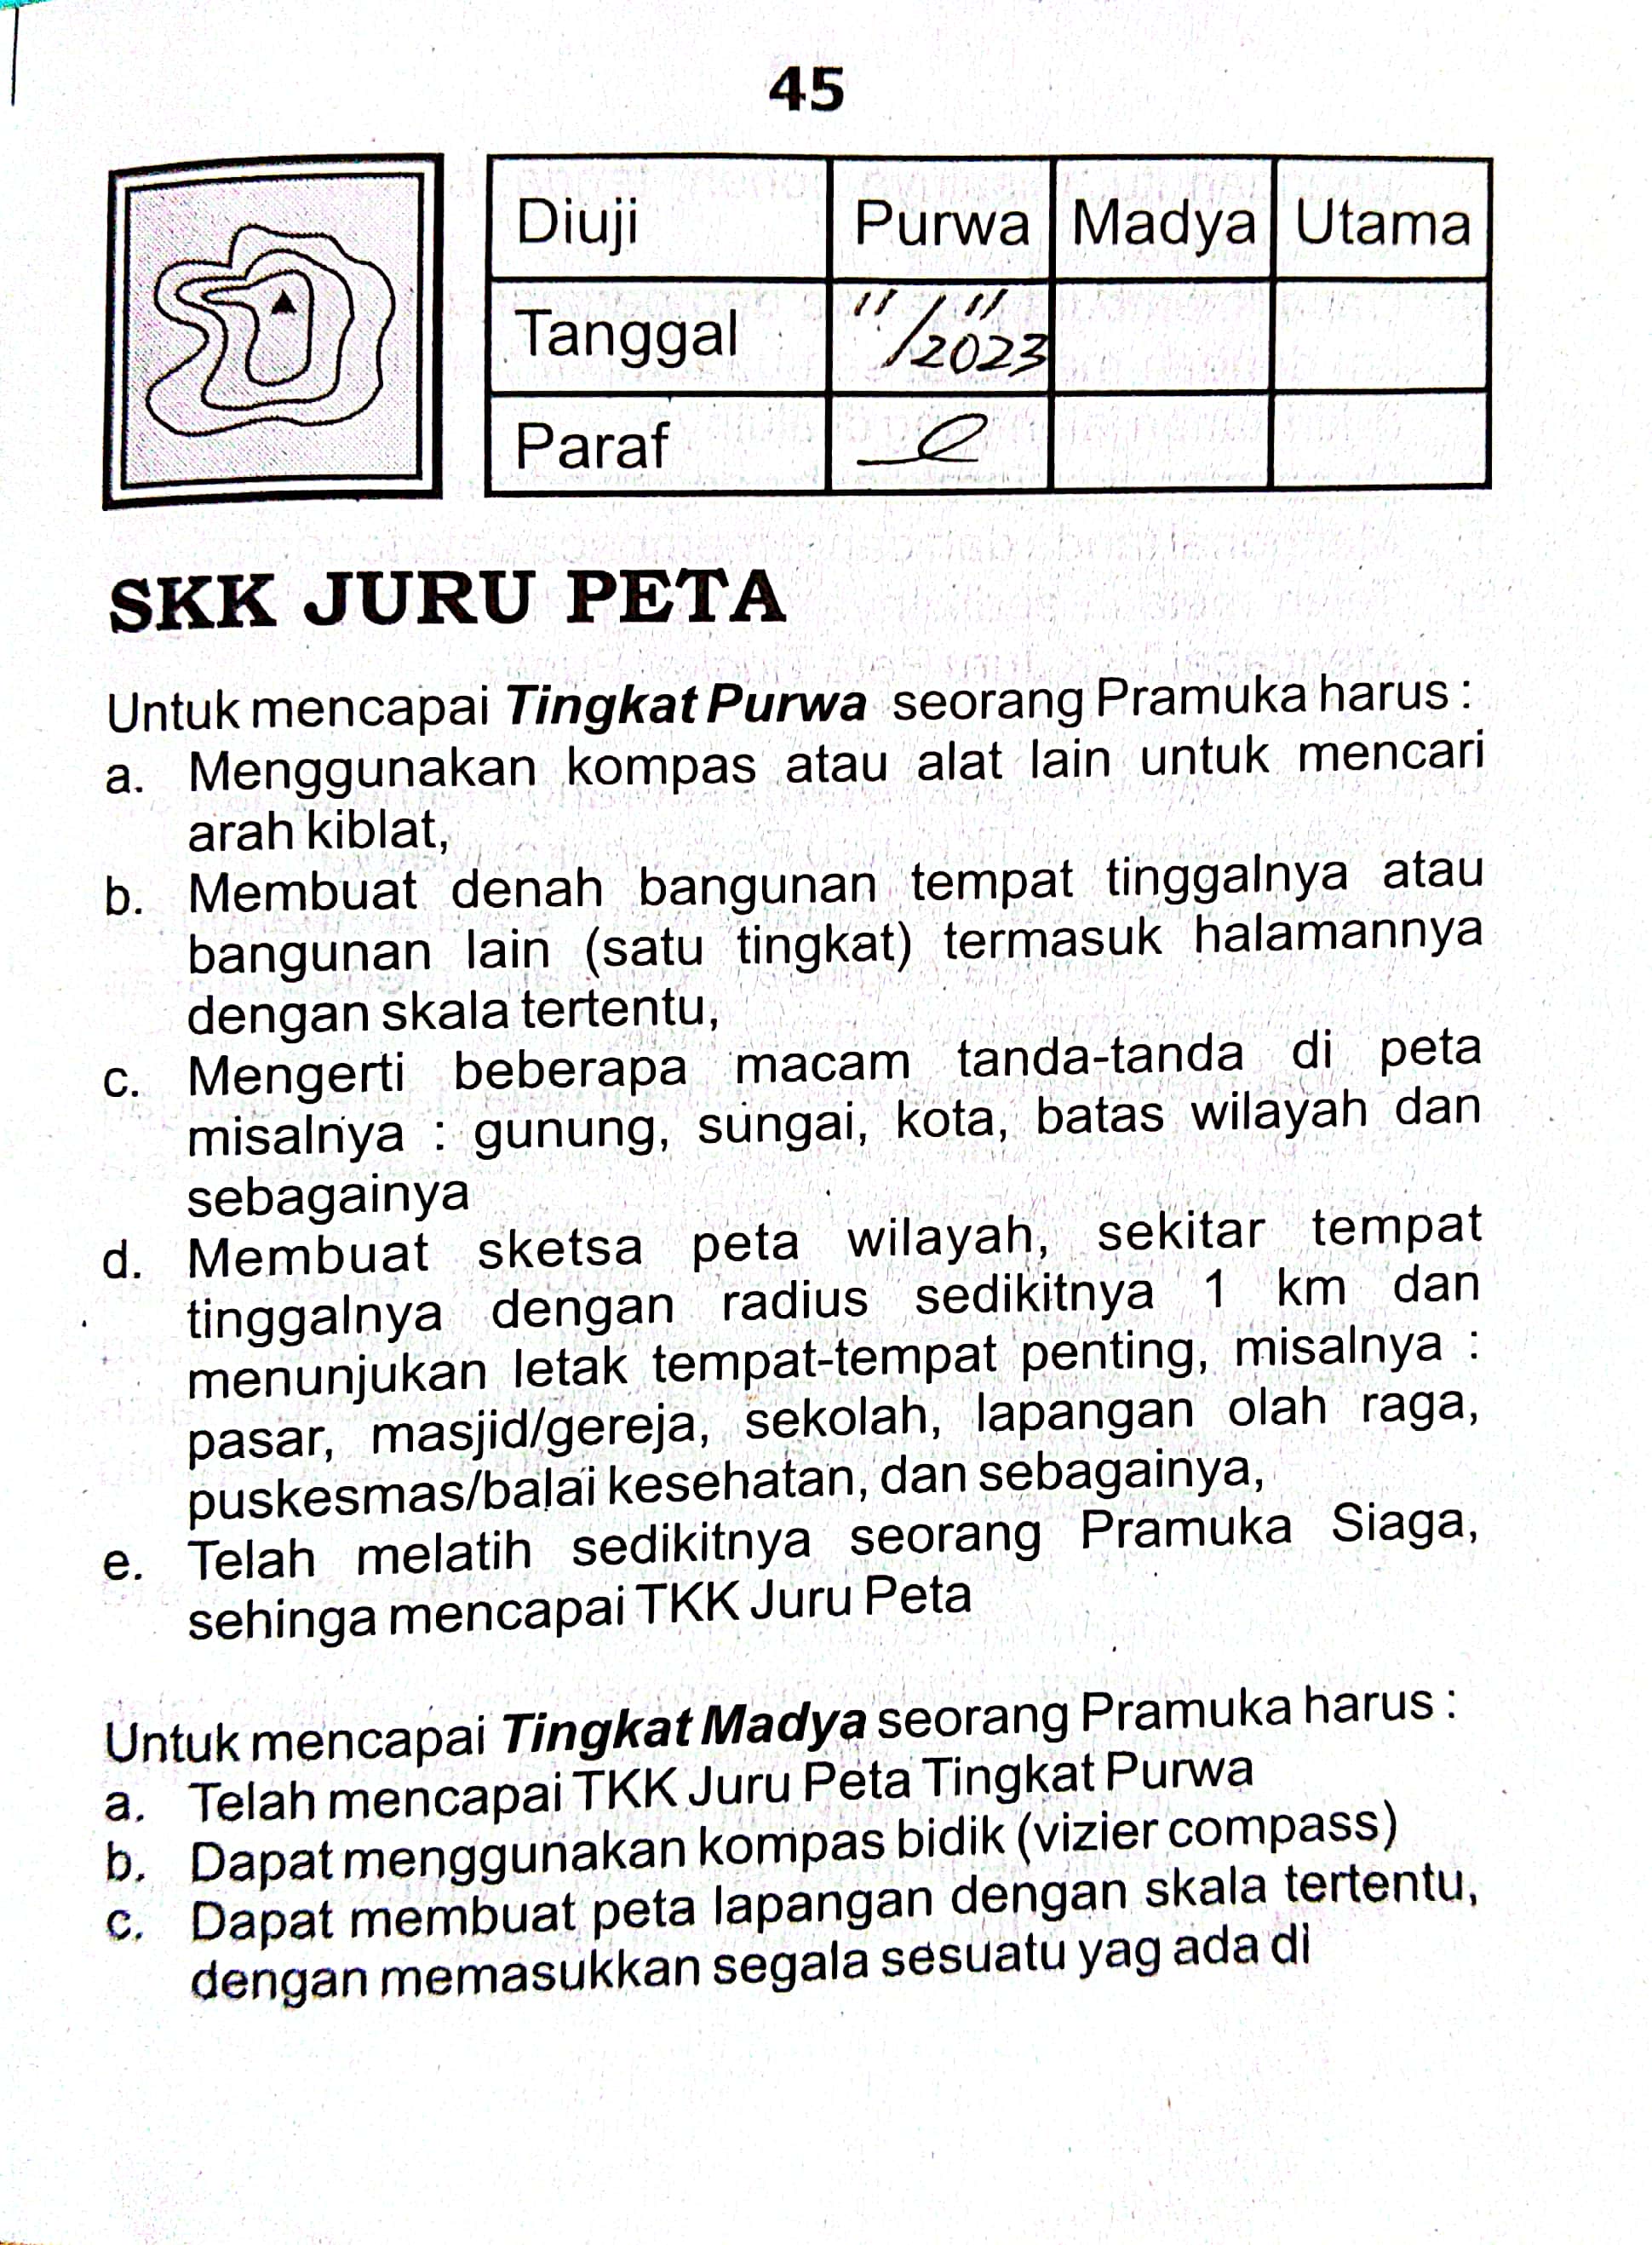 45
Diuji Purwa Madya Utama
Tanggal 11/11/2023
Paraf
SKK JURU PETA
Untuk mencapai Tingkat Purwa seorang Pramuka harus :
a. Menggunakan kompas atau alat lain untuk mencari
arah kiblat,
b. Membuat denah bangunan tempat tinggalnya atau
bangunan lain (satu tingkat) termasuk halamannya
dengan skala tertentu,
c. Mengerti beberapa macam tanda-tanda di peta
misalnya : gunung, sungai, kota, batas wilayah dan
sebagainya
d. Membuat sketsa peta wilayah, sekitar tempat
tinggalnya dengan radius sedikitnya 1 km dan
menunjukan letak tempat-tempat penting, misalnya :
pasar, masjid/gereja, sekolah, lapangan olah raga,
puskesmas/balai kesehatan, dan sebagainya,
e. Telah melatih sedikitnya seorang Pramuka Siaga,
sehinga mencapai TKK Juru Peta
Untuk mencapai Tingkat Madya seorang Pramuka harus :
a. Telah mencapai TKK Juru Peta Tingkat Purwa
b. Dapat menggunakan kompas bidik (vizier compass)
c. Dapat membuat peta lapangan dengan skala tertentu,
dengan memasukkan segala sesuatu yag ada di